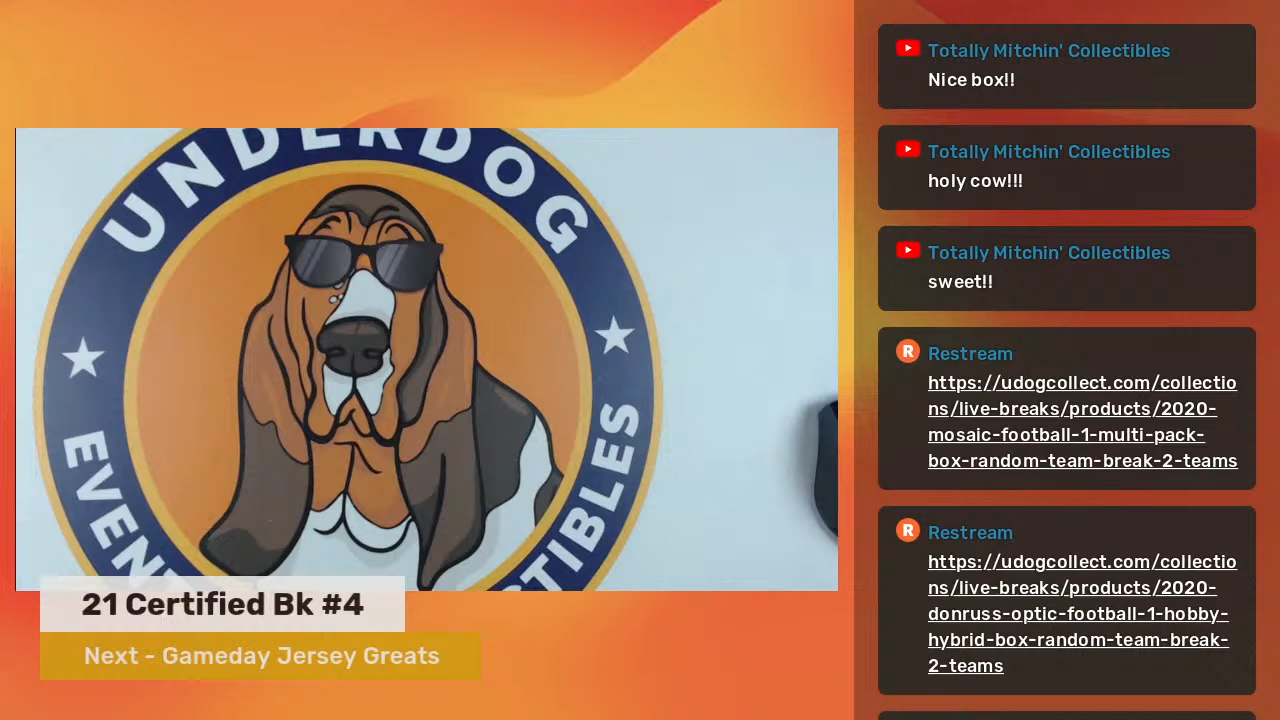 UNDERDOG
EVEN
TIBLES
21 Certified Bk #4
Next - Gameday Jersey Greats
Totally Mitchin' Collectibles
Nice box!!
Totally Mitchin' Collectibles
holy cow!!!
Totally Mitchin' Collectibles
sweet!!
R Restream
https://udogcollect.com/collectio
ns/live-breaks/products/2020-
mosaic-football-1-multi-pack-
box-random-team-break-2-teams
R Restream
https://udogcollect.com/collectio
ns/live-breaks/products/2020-
donruss-optic-football-1-hobby-
hybrid-box-random-team-break-
2-teams